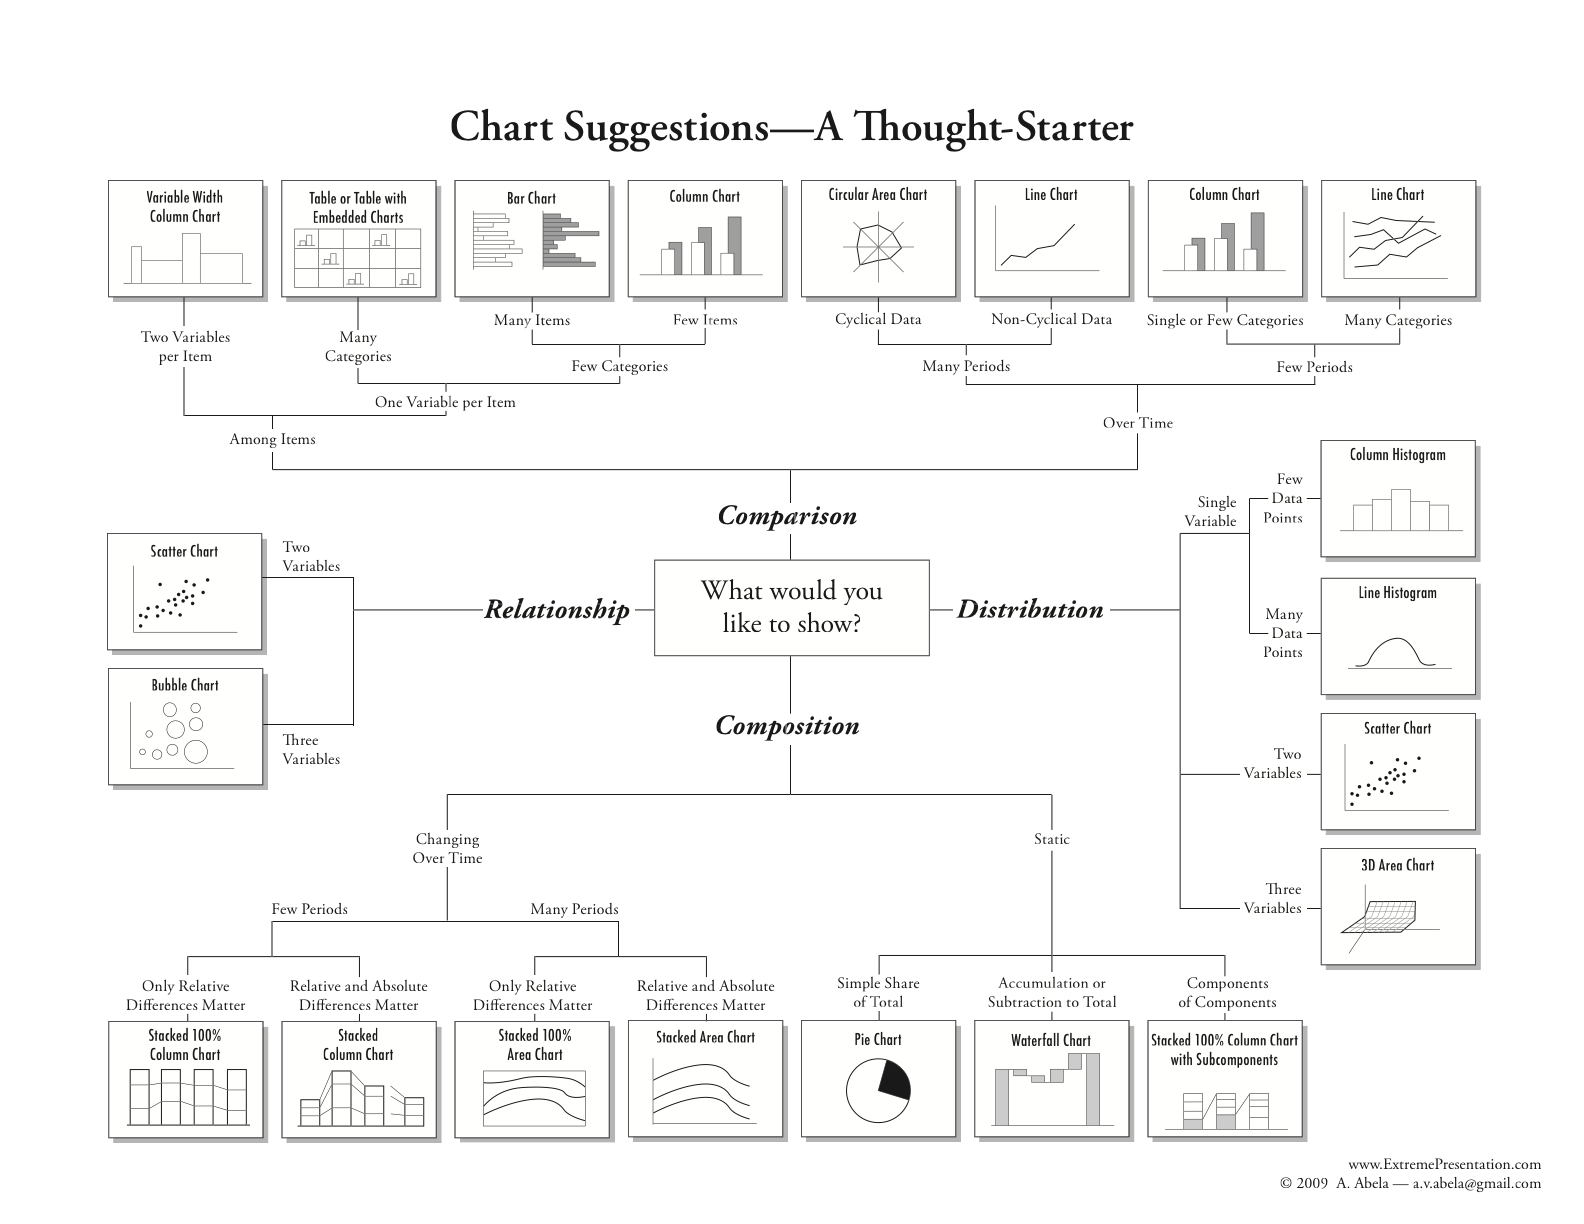 Chart Suggestions—A Thought-Starter
Variable Width
Column Chart
Table or Table with
Embedded Charts
Bar Chart
Column Chart
Circular Area Chart
Line Chart
Column Chart
Line Chart
Two Variables
per Item
Many
Categories
Many Items
Few Items
Cyclical Data
Non-Cyclical Data
Single or Few Categories
Many Categories
Few Categories
Many Periods
Few Periods
One Variable per Item
Among Items
Over Time
Comparison
What would you
like to show?
Relationship
Two
Variables
Scatter Chart
Bubble Chart
Three
Variables
Distribution
Single
Variable
Few
Data
Points
Column Histogram
Many
Data
Points
Line Histogram
Two
Variables
Scatter Chart
Three
Variables
3D Area Chart
Composition
Changing
Over Time
Static
Few Periods
Many Periods
Only Relative
Differences Matter
Relative and Absolute
Differences Matter
Only Relative
Differences Matter
Relative and Absolute
Differences Matter
Simple Share
of Total
Accumulation or
Subtraction to Total
Components
of Components
Stacked 100%
Column Chart
Stacked
Column Chart
Stacked 100%
Area Chart
Stacked Area Chart
Pie Chart
Waterfall Chart
Stacked 100% Column Chart
with Subcomponents
www.ExtremePresentation.com
© 2009 A. Abela — a.v.abela@gmail.com